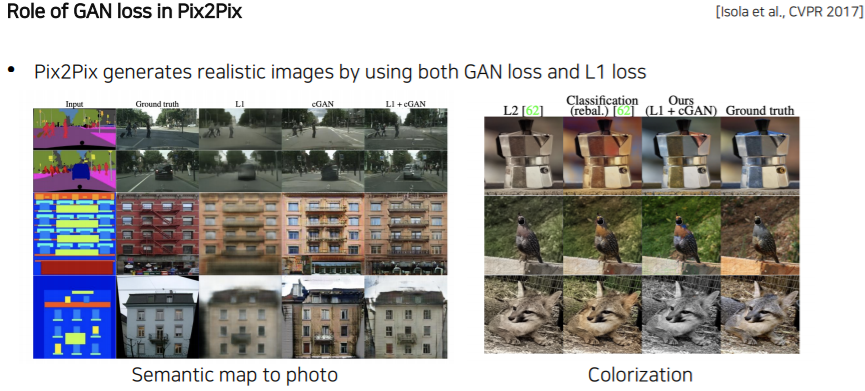 Role of GAN loss in Pix2Pix
[Isola et al., CVPR 2017]
• Pix2Pix generates realistic images by using both GAN loss and L1 loss
Input Ground truth L1 cGAN L1 + cGAN
L2 [62] Classification (rebal.) [62] Ours (L1 + cGAN) Ground truth
Semantic map to photo
Colorization